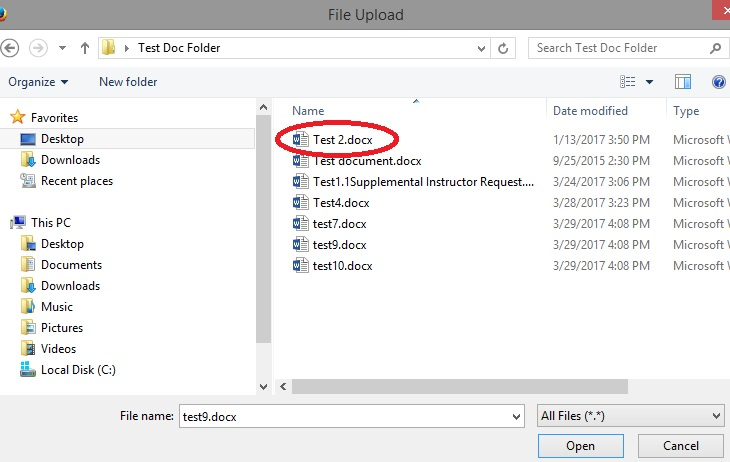 File Upload
Test Doc Folder
Search Test Doc Folder
Organize
New folder
Favorites
Desktop
Downloads
Recent places
This PC
Desktop
Documents
Downloads
Music
Pictures
Videos
Local Disk (C:)
Name Date modified Type
Test 2.docx 1/13/2017 3:50 PM Microsoft W
Test document.docx 9/25/2015 2:30 PM Microsoft W
Test1.1Supplemental Instructor Request.... 3/24/2017 3:06 PM Microsoft W
Test4.docx 3/28/2017 3:23 PM Microsoft W
test7.docx 3/29/2017 4:08 PM Microsoft W
test9.docx 3/29/2017 4:08 PM Microsoft W
test10.docx 3/29/2017 4:08 PM Microsoft W
File name: test9.docx All Files (*.*)
Open Cancel